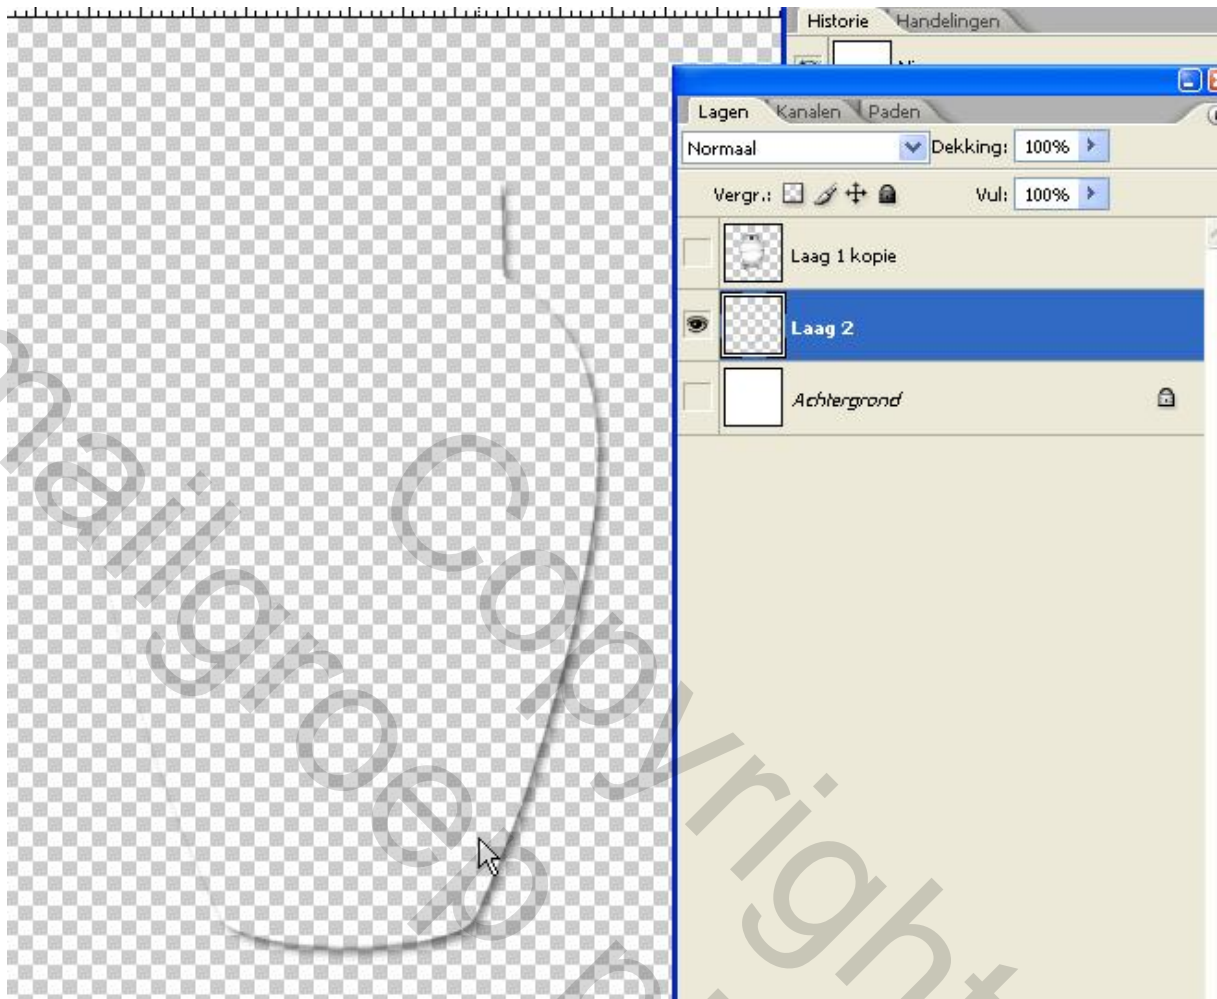 Historie Handelingen
Lagen Kanalen Paden
Normaal Dekking: 100%
Vergr.: Vul: 100%
Laag 1 kopie
Laag 2
Achtergrond
mailgroep
Copyright